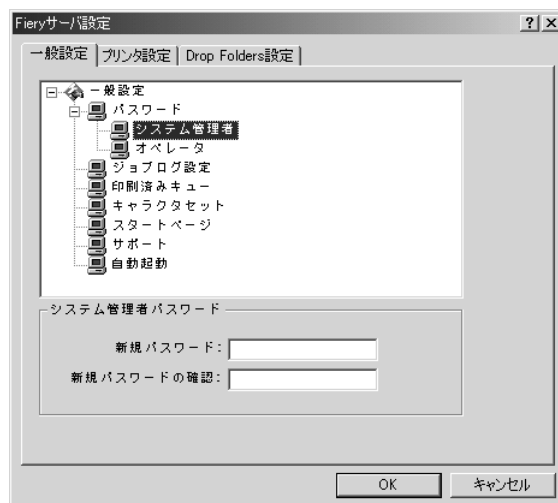 Fieryサーバ設定
一般設定 プリンタ設定 Drop Folders設定
一般設定
パスワード
システム管理者
オペレータ
ジョブログ設定
印刷済みキュー
キャラクタセット
スタートページ
サポート
自動起動
システム管理者パスワード
新規パスワード:
新規パスワードの確認:
OK キャンセル